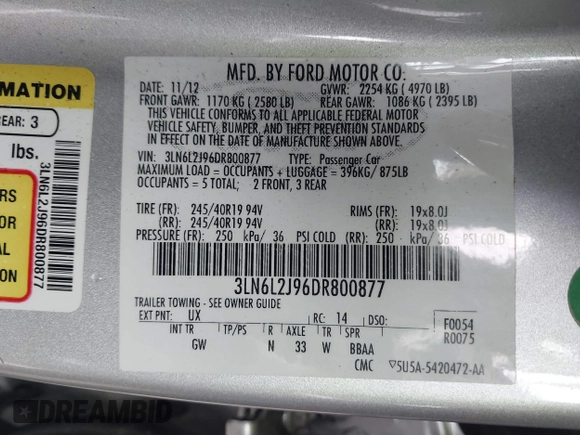 MFD. BY FORD MOTOR CO.
DATE: 11/12 GVWR: 2254 KG ( 4970 LB)
FRONT GAWR: 1170 KG ( 2580 LB) REAR GAWR: 1086 KG ( 2395 LB)
THIS VEHICLE CONFORMS TO ALL APPLICABLE FEDERAL MOTOR
VEHICLE SAFETY, BUMPER, AND THEFT PREVENTION STANDARDS
IN EFFECT ON THE DATE OF MANUFACTURE SHOWN ABOVE.
VIN: 3LN6L2J96DR800877 TYPE: Passenger Car
MAXIMUM LOAD = OCCUPANTS + LUGGAGE = 396KG/ 875LB
OCCUPANTS = 5 TOTAL; 2 FRONT, 3 REAR
TIRE (FR): 245/40R19 94V RIMS (FR): 19x8.0J
(RR): 245/40R19 94V (RR): 19x8.0J
PRESSURE (FR): 250 kPa/ 36 PSI COLD (RR): 250 kPa/ 36 PSI COLD
3LN6L2J96DR800877
TRAILER TOWING - SEE OWNER GUIDE
EXT PNT: UX RC: 14 DSO: F0054
R0075
INT TR TP/PS R AXLE TR SPR
GW N 33 W BBAA
CMC 5U5A-5420472-AA
MATION
REAR: 3
lbs.
ERS
OR
AL
ION
3LN6L2J96DR800877
DREAMBID